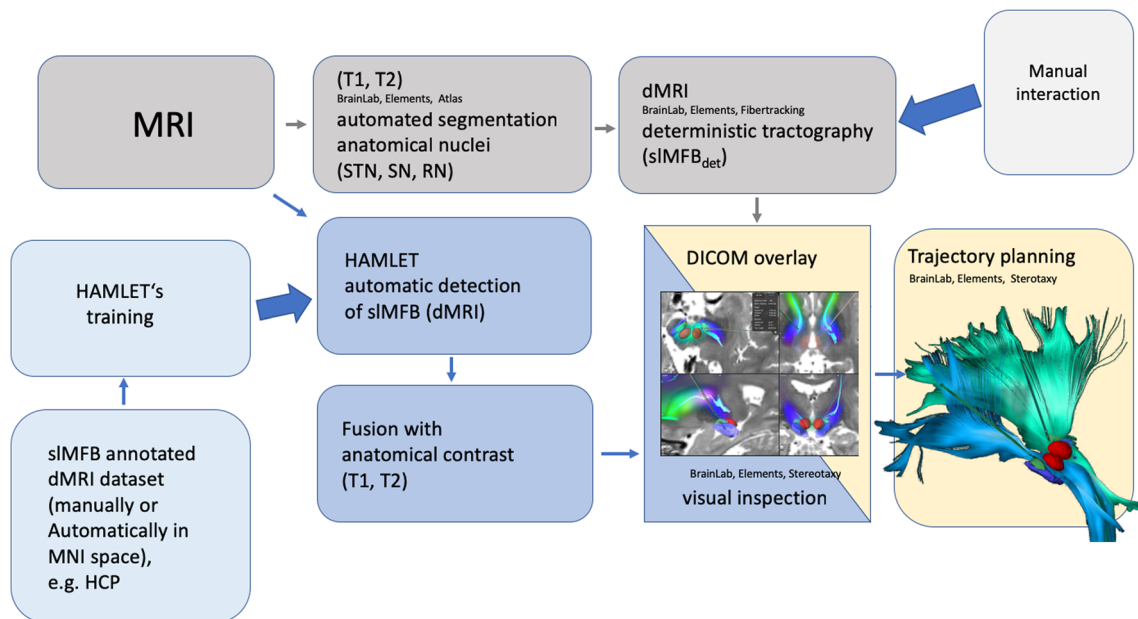 MRI
(T1, T2)
BrainLab, Elements, Atlas
automated segmentation
anatomical nuclei
(STN, SN, RN)
dMRI
BrainLab, Elements, Fibertracking
deterministic tractography
(slMFBdet)
Manual
interaction
HAMLET's
training
HAMLET
automatic detection
of slMFB (dMRI)
DICOM overlay
Trajectory planning
BrainLab, Elements, Sterotaxy
slMFB annotated
dMRI dataset
(manually or
Automatically in
MNI space),
e.g. HCP
Fusion with
anatomical contrast
(T1, T2)
BrainLab, Elements, Stereotaxy
visual inspection